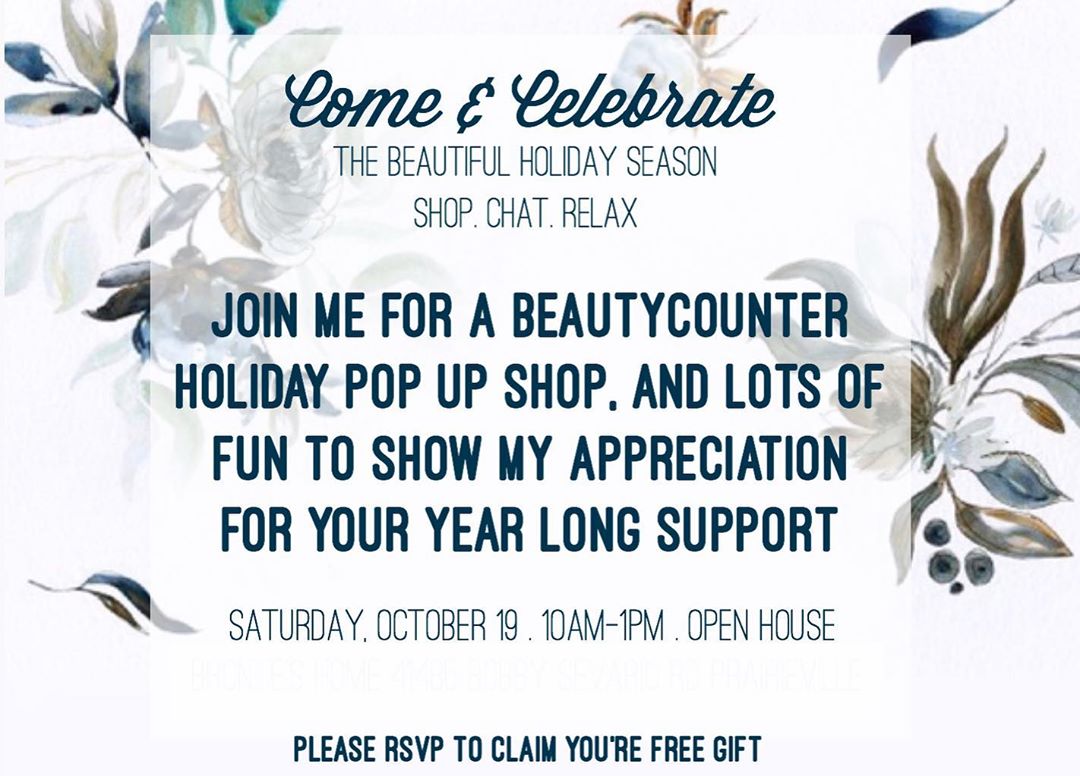 Come & Celebrate
THE BEAUTIFUL HOLIDAY SEASON
SHOP. CHAT. RELAX
JOIN ME FOR A BEAUTYCOUNTER
HOLIDAY POP UP SHOP, AND LOTS OF
FUN TO SHOW MY APPRECIATION
FOR YOUR YEAR LONG SUPPORT
SATURDAY, OCTOBER 19 . 10AM-1PM . OPEN HOUSE
PLEASE RSVP TO CLAIM YOU'RE FREE GIFT